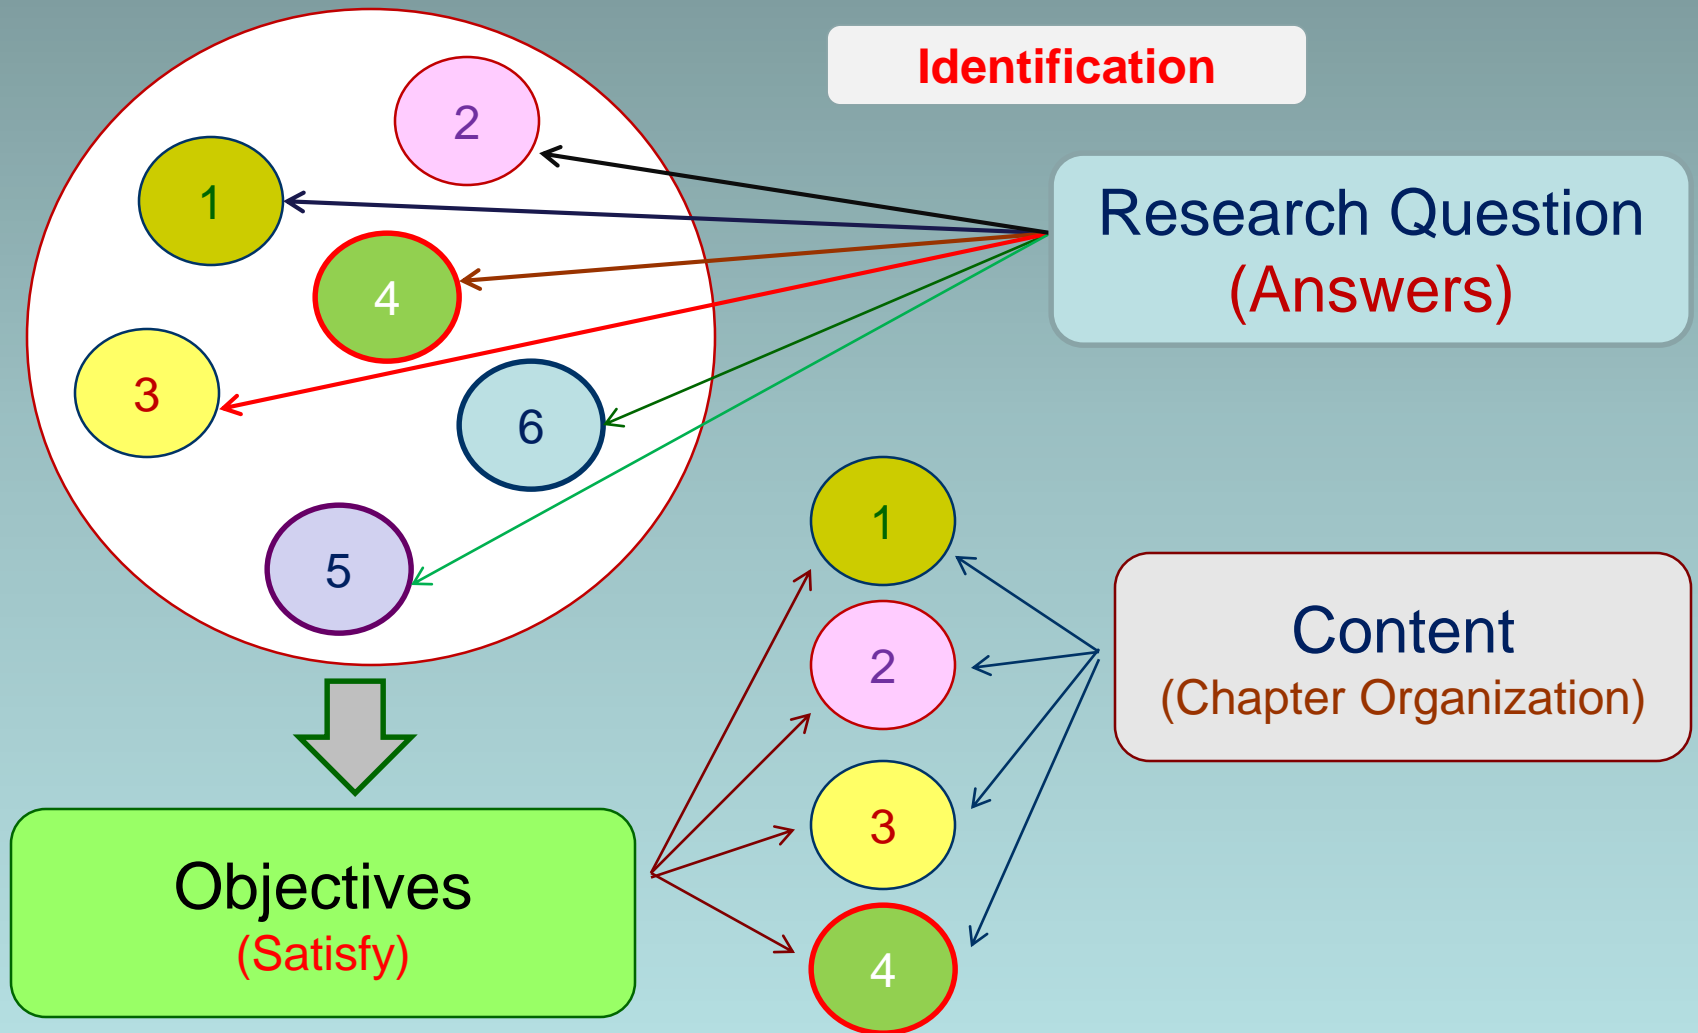 Identification
2
1
4
3
6
5
Research Question
(Answers)
1
2
3
4
Content
(Chapter Organization)
Objectives
(Satisfy)